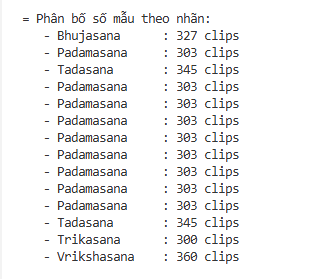 = Phân bố số mẫu theo nhãn:
- Bhujasana : 327 clips
- Padamasana : 303 clips
- Tadasana : 345 clips
- Padamasana : 303 clips
- Padamasana : 303 clips
- Padamasana : 303 clips
- Padamasana : 303 clips
- Padamasana : 303 clips
- Padamasana : 303 clips
- Padamasana : 303 clips
- Padamasana : 303 clips
- Tadasana : 345 clips
- Trikasana : 300 clips
- Vrikshasana : 360 clips